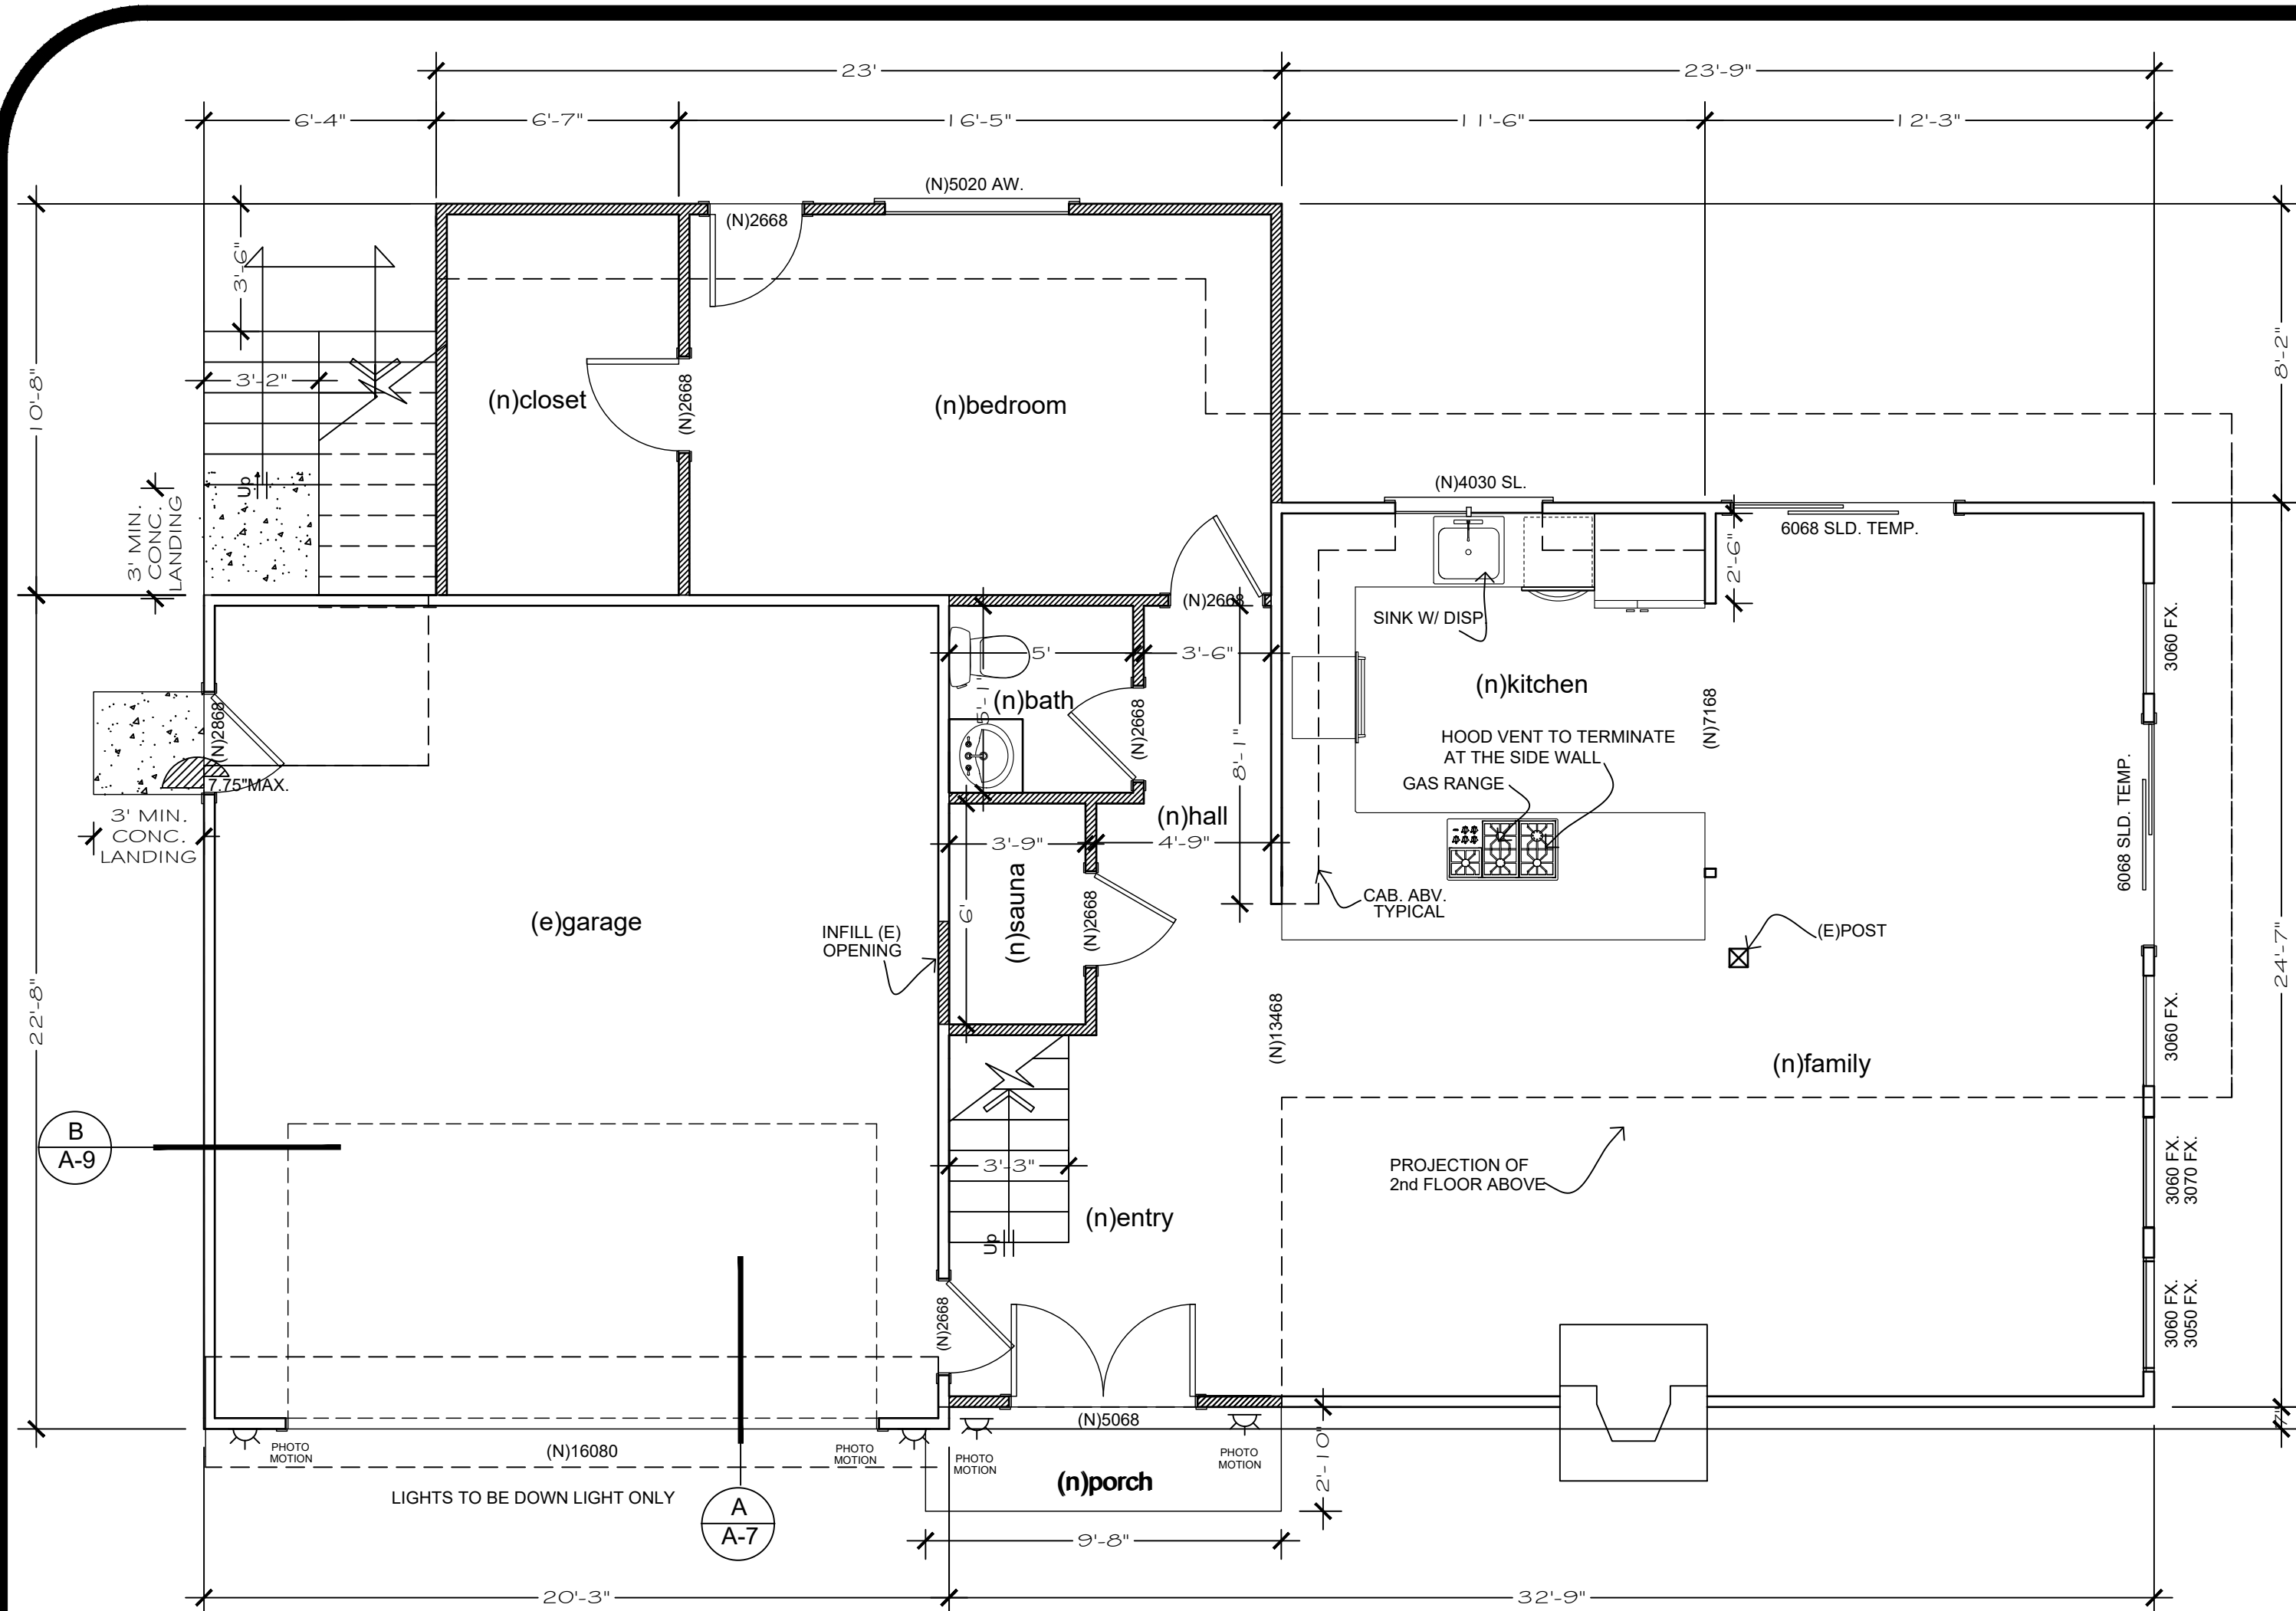 23'
23'-9"
6'-4"
6'-7"
16'-5"
11'-6"
12'-3"
(N)5020 AW.
(N)2668
3'-6"
10'-8"
8'-2"
3'-2"
(n)closet
(N)2668
(n)bedroom
Up
3' MIN.
CONC.
LANDING
(N)4030 SL.
6068 SLD. TEMP.
2'-6"
(N)2668
SINK W/ DISP.
3060 FX.
5'
3'-6"
(n)bath
5'-1"
(N)2668
(n)kitchen
(N)7168
(N)2868
7.75"MAX.
8'-1"
HOOD VENT TO TERMINATE
AT THE SIDE WALL
GAS RANGE
6068 SLD. TEMP.
3' MIN.
CONC.
LANDING
(n)hall
3'-9"
4'-9"
(e)garage
INFILL (E)
OPENING
6'
(n)sauna
(N)2668
CAB. ABV.
TYPICAL
(E)POST
24'-7"
22'-8"
(N)13468
3060 FX.
(n)family
B
A-9
3'-3"
PROJECTION OF
2nd FLOOR ABOVE
3060 FX.
3070 FX.
(n)entry
Up
(N)2668
3060 FX.
3050 FX.
(N)5068
7"
PHOTO
MOTION
(N)16080
PHOTO
MOTION
PHOTO
MOTION
PHOTO
MOTION
2'-10"
(n)porch
LIGHTS TO BE DOWN LIGHT ONLY
A
A-7
9'-8"
20'-3"
32'-9"